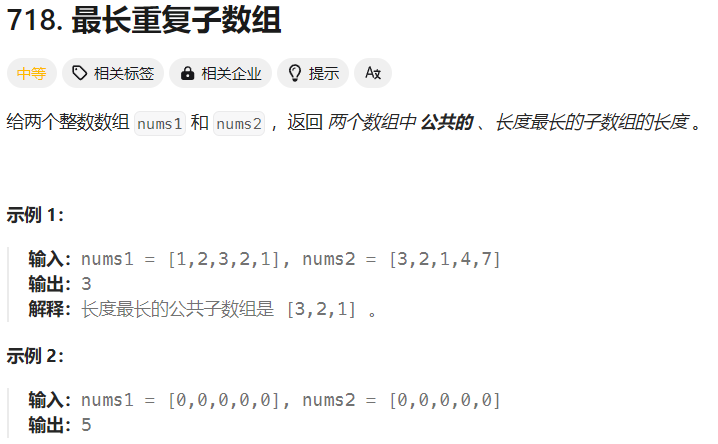 718. 最长重复子数组
中等 相关标签 相关企业 提示 Aあ
给两个整数数组 nums1 和 nums2 ，返回 两个数组中 公共的 、长度最长的子数组的长度 。
示例 1：
输入：nums1 = [1,2,3,2,1], nums2 = [3,2,1,4,7]
输出：3
解释：长度最长的公共子数组是 [3,2,1] 。
示例 2：
输入：nums1 = [0,0,0,0,0], nums2 = [0,0,0,0,0]
输出：5